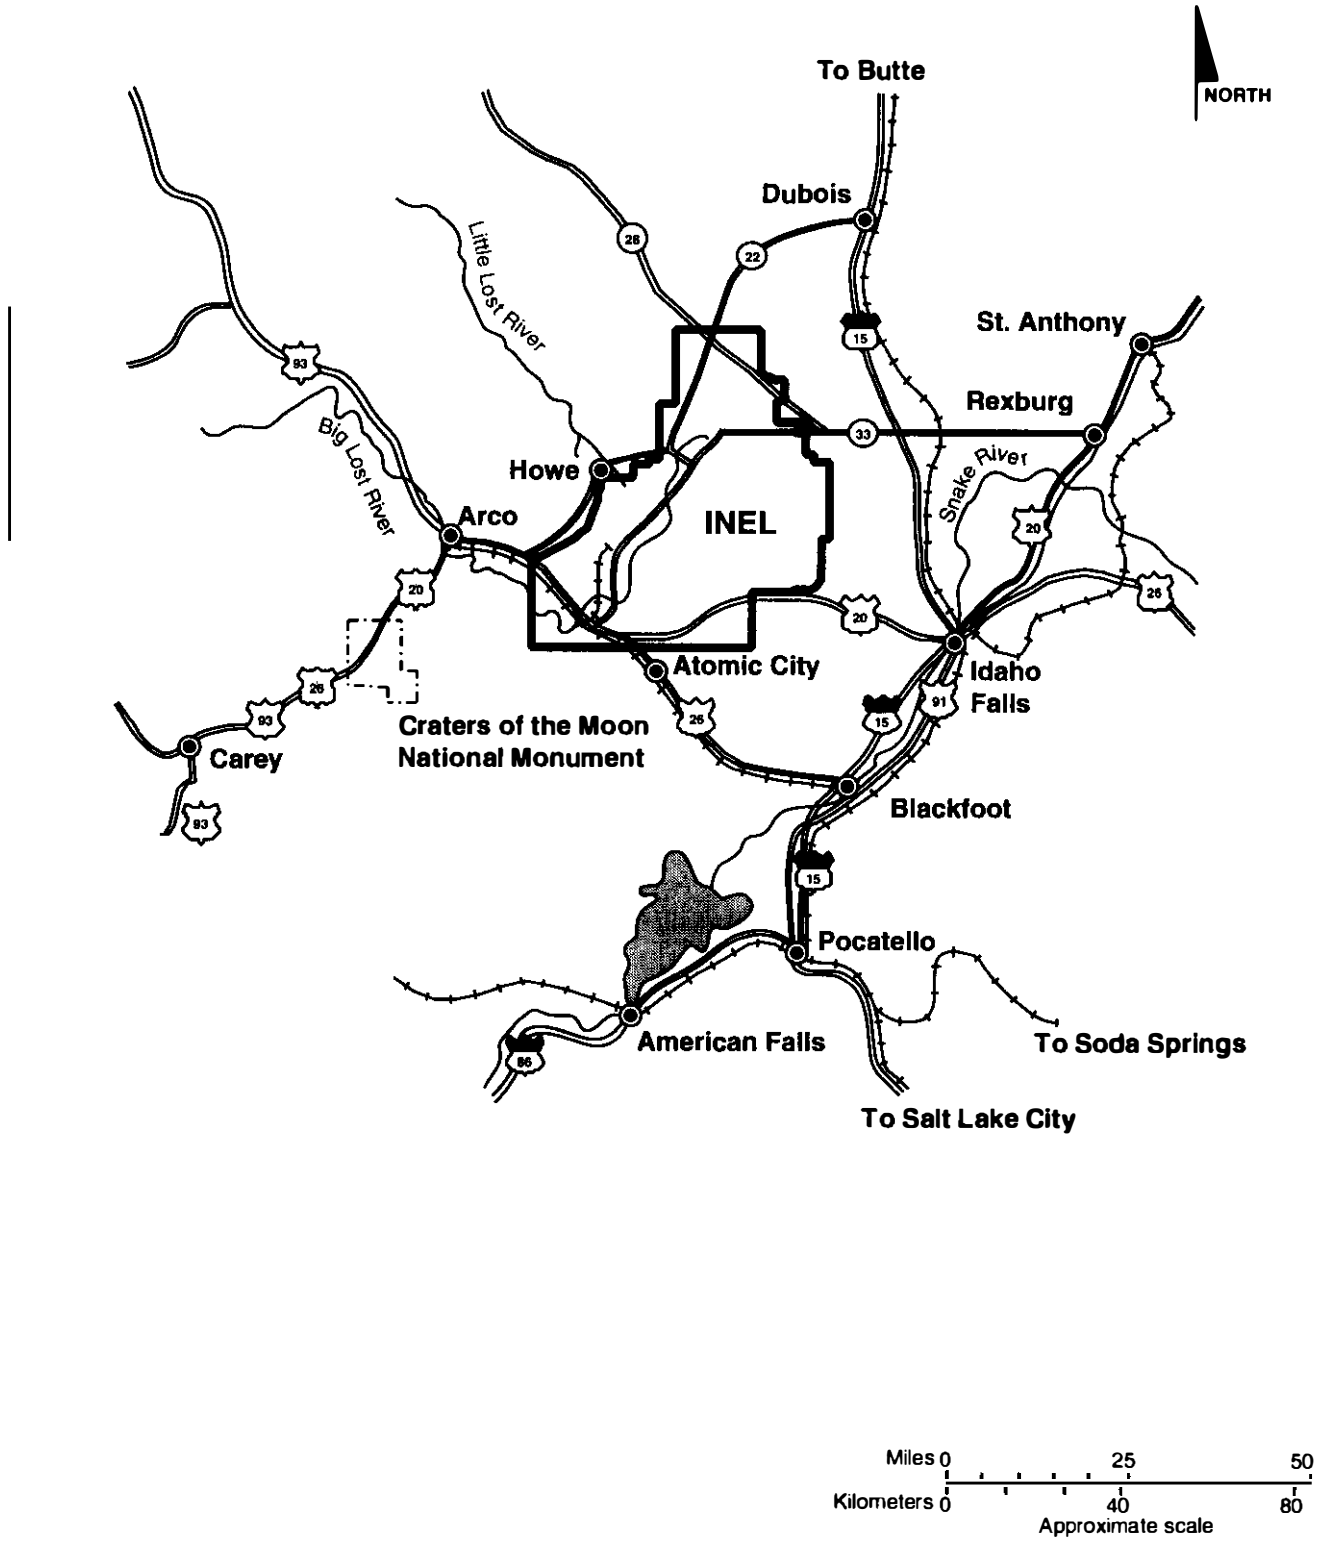 To Butte
NORTH
Dubois
28
22
Little Lost River
St. Anthony
15
93
Rexburg
33
Big Lost River
Howe
Snake River
Arco
INEL
20
20
26
20
Atomic City
Idaho
Falls
26
91
93
15
26
Craters of the Moon
National Monument
Carey
Blackfoot
93
15
Pocatello
American Falls
To Soda Springs
86
To Salt Lake City
Miles 0 25 50
Kilometers 0 40 80
Approximate scale